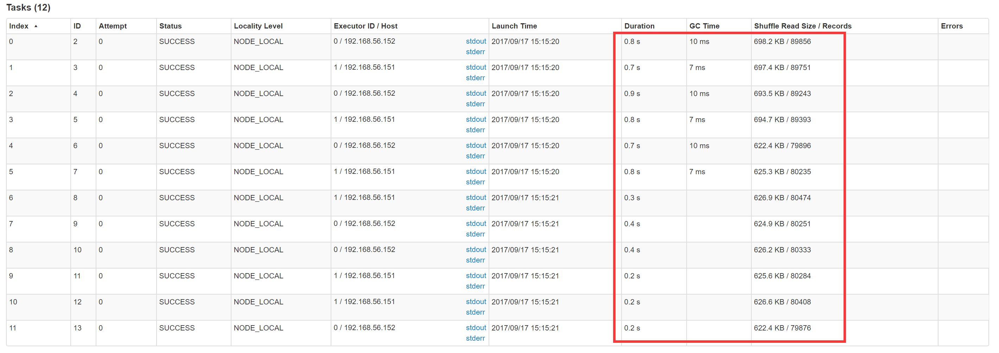 Tasks (12)
Index ▲ ID Attempt Status Locality Level Executor ID / Host Launch Time Duration GC Time Shuffle Read Size / Records Errors
0 2 0 SUCCESS NODE_LOCAL 0 / 192.168.56.152 stdout 2017/09/17 15:15:20 0.8 s 10 ms 698.2 KB / 89856
stderr
1 3 0 SUCCESS NODE_LOCAL 1 / 192.168.56.151 stdout 2017/09/17 15:15:20 0.7 s 7 ms 697.4 KB / 89751
stderr
2 4 0 SUCCESS NODE_LOCAL 0 / 192.168.56.152 stdout 2017/09/17 15:15:20 0.9 s 10 ms 693.5 KB / 89243
stderr
3 5 0 SUCCESS NODE_LOCAL 1 / 192.168.56.151 stdout 2017/09/17 15:15:20 0.8 s 7 ms 694.7 KB / 89393
stderr
4 6 0 SUCCESS NODE_LOCAL 0 / 192.168.56.152 stdout 2017/09/17 15:15:20 0.7 s 10 ms 622.4 KB / 79896
stderr
5 7 0 SUCCESS NODE_LOCAL 1 / 192.168.56.151 stdout 2017/09/17 15:15:20 0.8 s 7 ms 625.3 KB / 80235
stderr
6 8 0 SUCCESS NODE_LOCAL 1 / 192.168.56.151 stdout 2017/09/17 15:15:21 0.3 s 626.9 KB / 80474
stderr
7 9 0 SUCCESS NODE_LOCAL 0 / 192.168.56.152 stdout 2017/09/17 15:15:21 0.4 s 624.9 KB / 80251
stderr
8 10 0 SUCCESS NODE_LOCAL 0 / 192.168.56.152 stdout 2017/09/17 15:15:21 0.4 s 626.2 KB / 80333
stderr
9 11 0 SUCCESS NODE_LOCAL 1 / 192.168.56.151 stdout 2017/09/17 15:15:21 0.2 s 625.6 KB / 80284
stderr
10 12 0 SUCCESS NODE_LOCAL 1 / 192.168.56.151 stdout 2017/09/17 15:15:21 0.2 s 626.6 KB / 80408
stderr
11 13 0 SUCCESS NODE_LOCAL 0 / 192.168.56.152 stdout 2017/09/17 15:15:21 0.2 s 622.4 KB / 79876
stderr